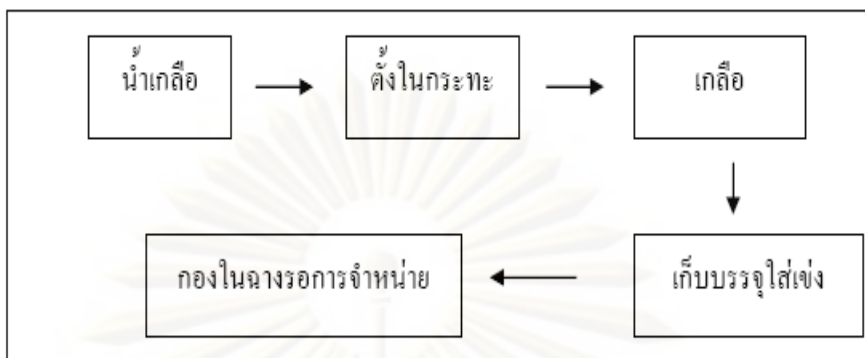 น้ำเกลือ
ตั้งในกระทะ
เกลือ
เก็บบรรจุใส่เข่ง
กองในฉางรอการจำหน่าย